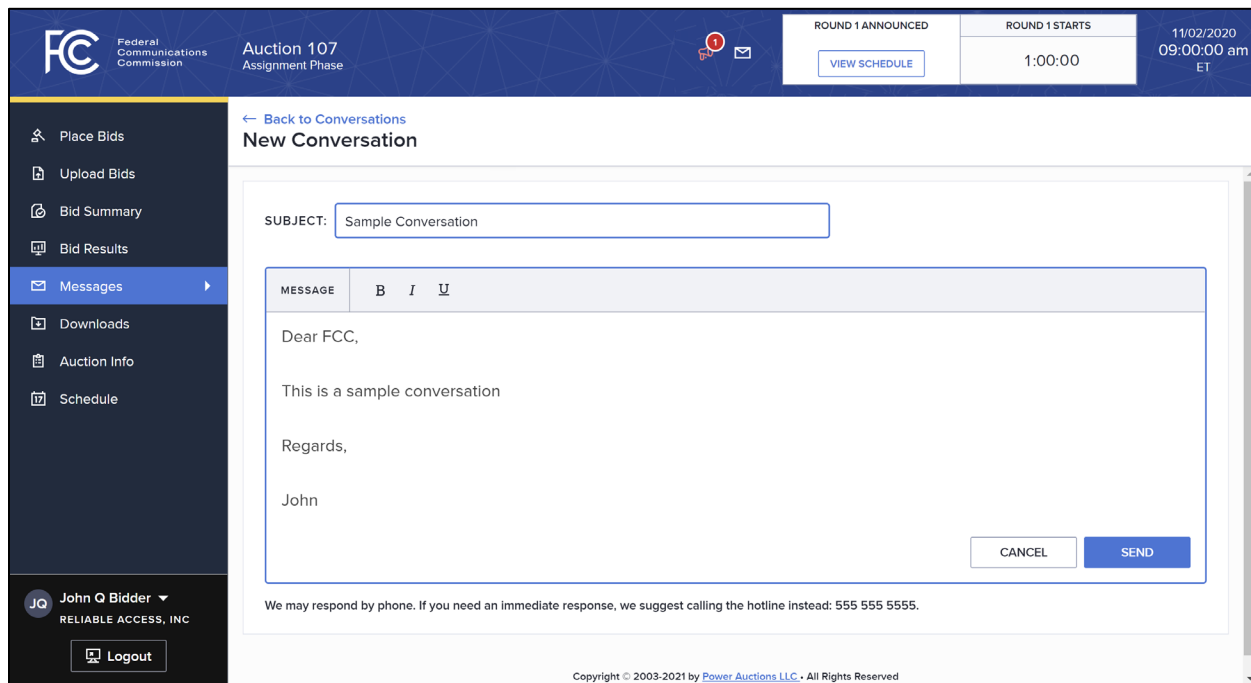 FCC
Federal
Communications
Commission
Auction 107
Assignment Phase
1
ROUND 1 ANNOUNCED
VIEW SCHEDULE
ROUND 1 STARTS
1:00:00
11/02/2020
09:00:00 am
ET
Place Bids
Upload Bids
Bid Summary
Bid Results
Messages
Downloads
Auction Info
17 Schedule
JQ John Q Bidder
RELIABLE ACCESS, INC
Logout
← Back to Conversations
New Conversation
SUBJECT: Sample Conversation
MESSAGE B I U
Dear FCC,
This is a sample conversation
Regards,
John
CANCEL SEND
We may respond by phone. If you need an immediate response, we suggest calling the hotline instead: 555 555 5555.
Copyright © 2003-2021 by Power Auctions LLC • All Rights Reserved